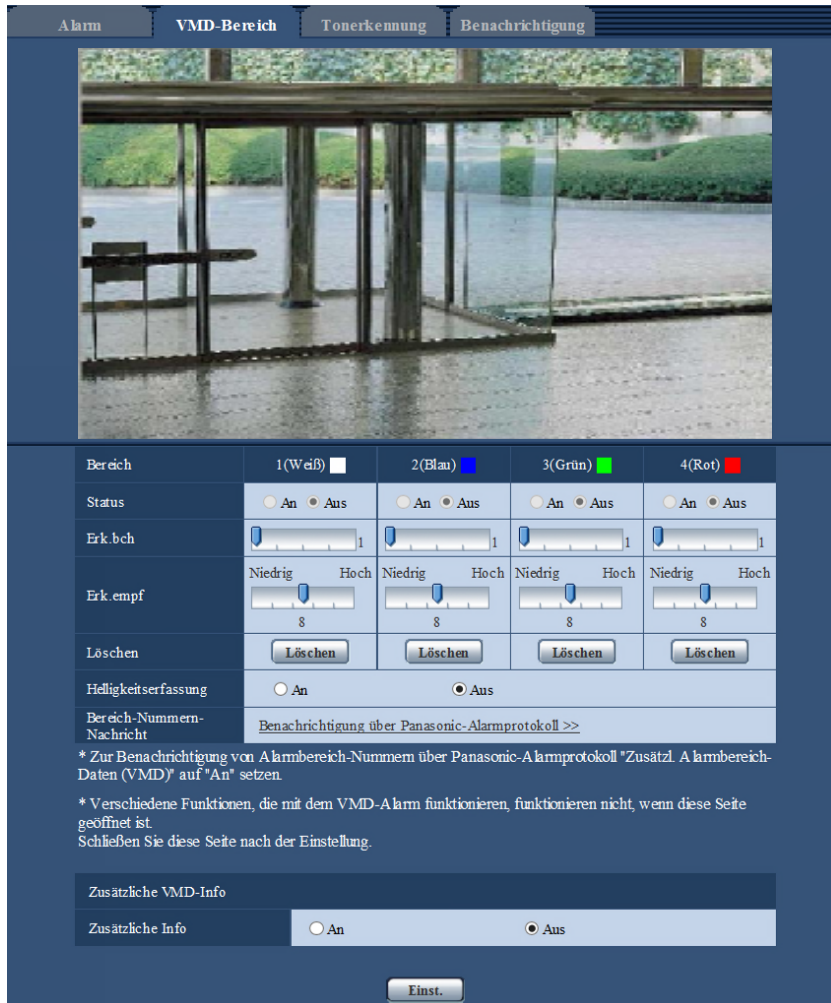 Alarm VMD-Bereich Tonerkennung Benachrichtigung
Bereich 1(Weiß) 2(Blau) 3(Grün) 4(Rot)
Status An Aus An Aus An Aus An Aus
Erk.bch 1 1 1 1
Niedrig Hoch Niedrig Hoch Niedrig Hoch Niedrig Hoch
Erk.empf
8 8 8 8
Löschen Löschen Löschen Löschen Löschen
Helligkeitserfassung An Aus
Bereich-Nummern-
Nachricht
Benachrichtigung über Panasonic-Alarmprotokoll >>
* Zur Benachrichtigung von Alarmbereich-Nummern über Panasonic-Alarmprotokoll "Zusätzl. Alarmbereich-
Daten (VMD)" auf "An" setzen.
* Verschiedene Funktionen, die mit dem VMD-Alarm funktionieren, funktionieren nicht, wenn diese Seite
geöffnet ist.
Schließen Sie diese Seite nach der Einstellung.
Zusätzliche VMD-Info
Zusätzliche Info An Aus
Einst.